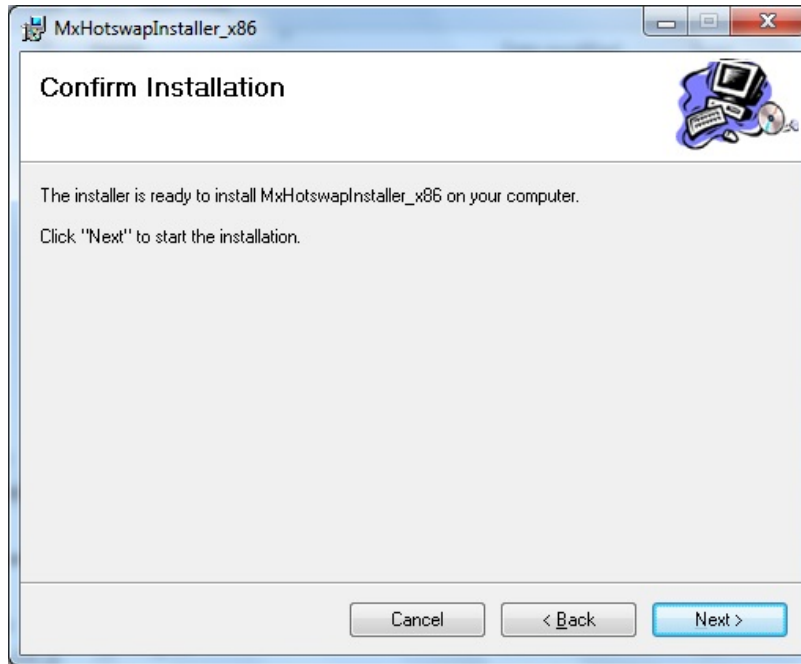 MxHotswapInstaller_x86
Confirm Installation
The installer is ready to install MxHotswapInstaller_x86 on your computer.
Click "Next" to start the installation.
Cancel
< Back
Next >